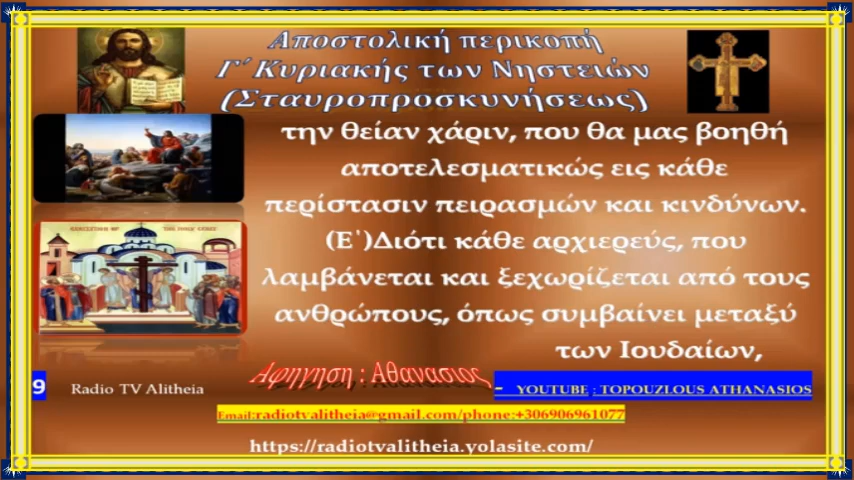 Αποστολική περικοπή
Γ΄ Κυριακής των Νηστειών
(Σταυροπροσκυνήσεως)
την θείαν χάριν, που θα μας βοηθή
αποτελεσματικώς εις κάθε
περίστασιν πειρασμών και κινδύνων.
(Ε΄)Διότι κάθε αρχιερεύς, που
λαμβάνεται και ξεχωρίζεται από τους
ανθρώπους, όπως συμβαίνει μεταξύ
των Ιουδαίων,
Αφηγηση : Αθανασιος
9 Radio TV Alitheia - YOUTUBE : TOPOUZLOUS ATHANASIOS
Email:radiotvalitheia@gmail.com/phone:+306906961077
https://radiotvalitheia.yolasite.com/